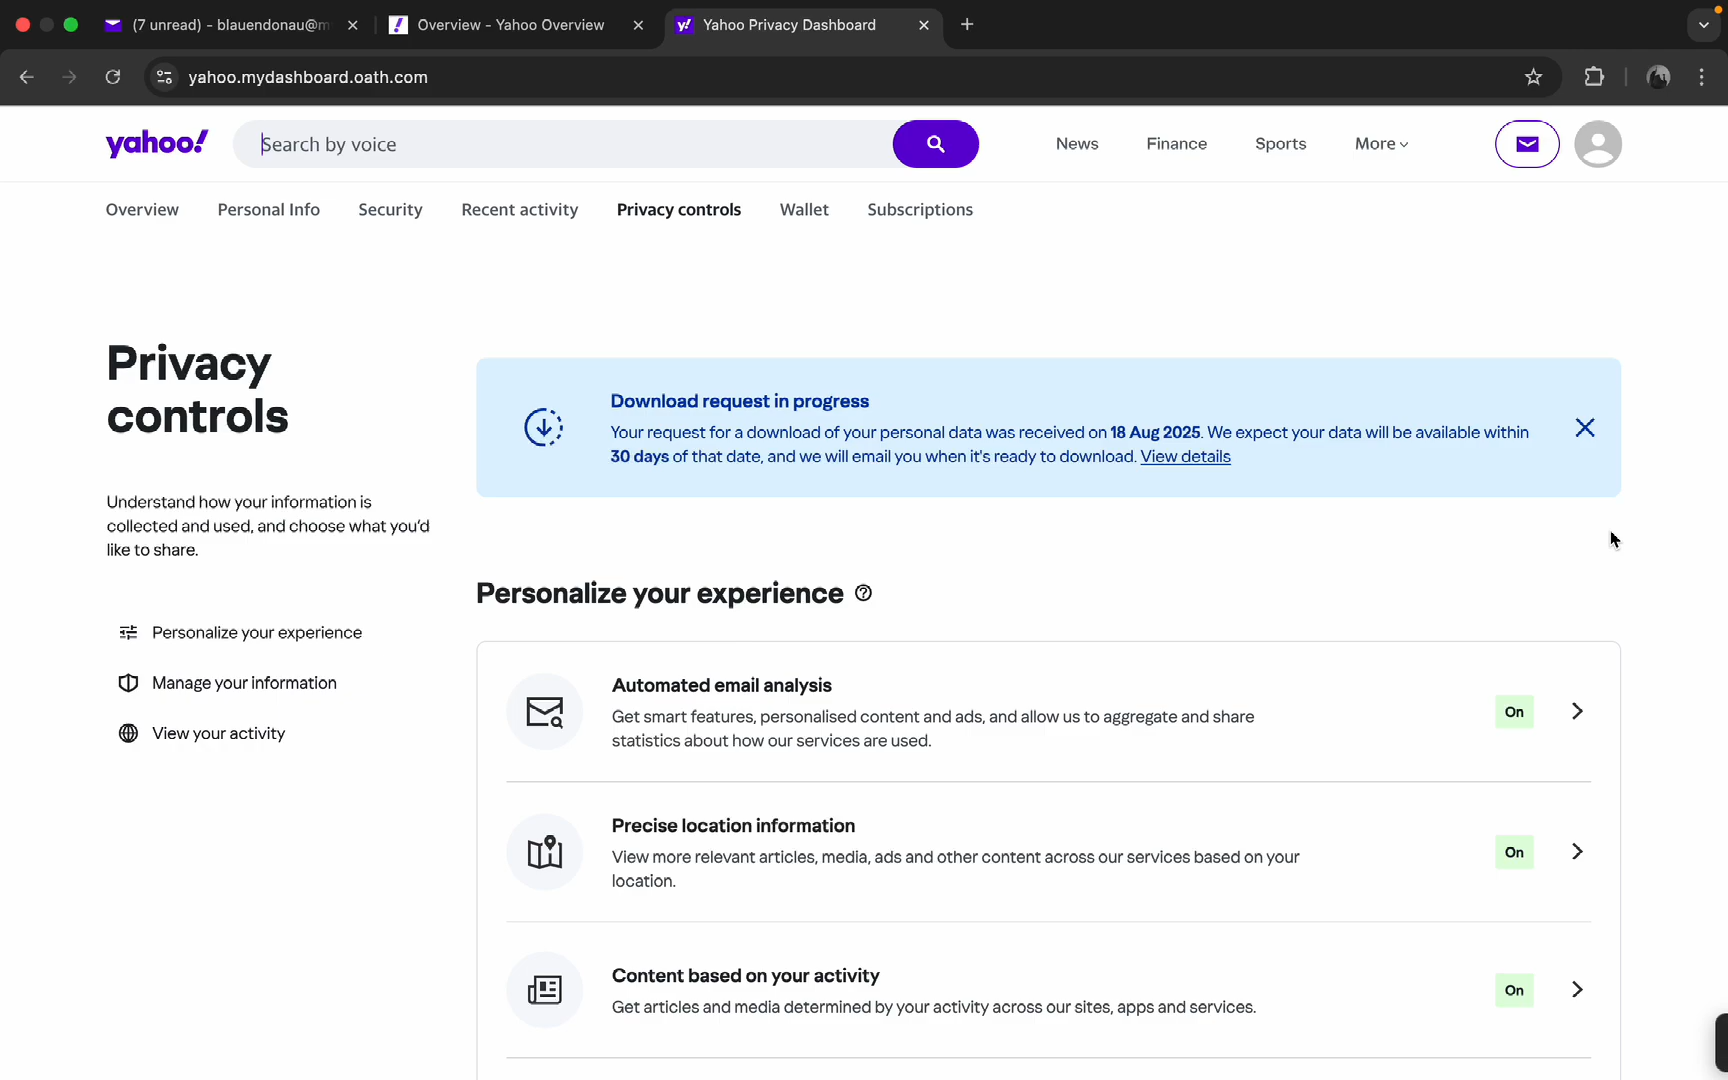 (7 unread) - blauendonau@m
Overview - Yahoo Overview
Yahoo Privacy Dashboard
yahoo.mydashboard.oath.com
yahoo!
Search by voice
News
Finance
Sports
More
Overview
Personal Info
Security
Recent activity
Privacy controls
Wallet
Subscriptions
Privacy
controls
Understand how your information is
collected and used, and choose what you'd
like to share.
Personalize your experience
Manage your information
View your activity
Download request in progress
Your request for a download of your personal data was received on 18 Aug 2025. We expect your data will be available within
30 days of that date, and we will email you when it's ready to download. View details
Personalize your experience
Automated email analysis
Get smart features, personalised content and ads, and allow us to aggregate and share
statistics about how our services are used.
On
Precise location information
View more relevant articles, media, ads and other content across our services based on your
location.
On
Content based on your activity
Get articles and media determined by your activity across our sites, apps and services.
On